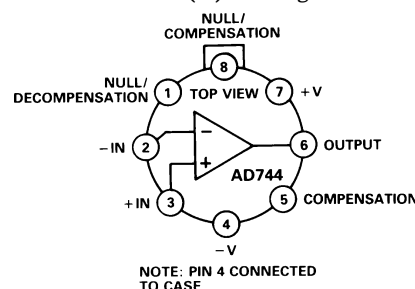 NULL/
COMPENSATION
8
NULL/
DECOMPENSATION
1
TOP VIEW
7
+V
– IN
2
–
6
OUTPUT
+
AD744
+IN
3
5
COMPENSATION
4
–V
NOTE: PIN 4 CONNECTED
TO CASE